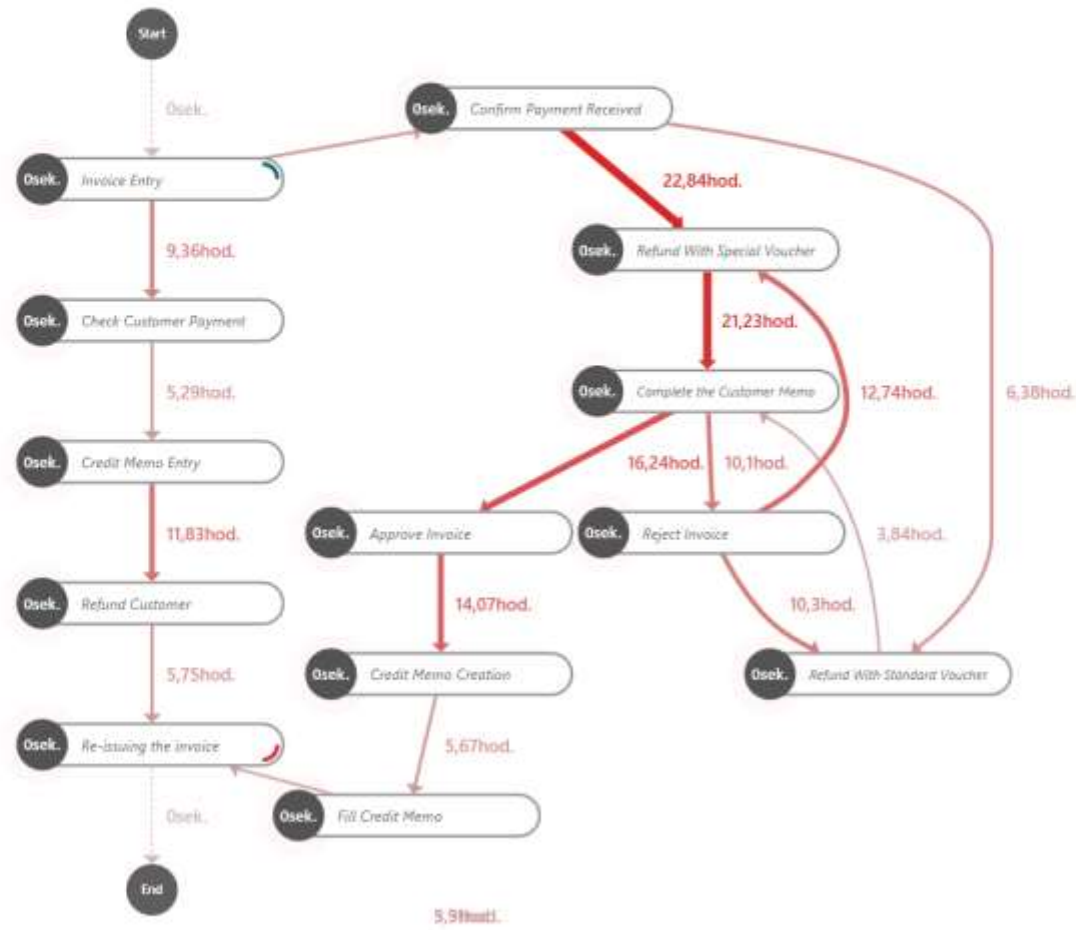 Start
0sek.
0sek. Confirm Payment Received
0sek. Invoice Entry
22,84hod.
9,36hod.
0sek. Refund With Special Voucher
0sek. Check Customer Payment
21,23hod.
5,29hod.
0sek. Complete the Customer Memo
12,74hod.
6,38hod.
0sek. Credit Memo Entry
16,24hod.
10,1hod.
11,83hod.
0sek. Approve Invoice
0sek. Reject Invoice
3,84hod.
0sek. Refund Customer
14,07hod.
10,3hod.
5,75hod.
0sek. Credit Memo Creation
0sek. Refund With Standard Voucher
0sek. Re-issuing the invoice
5,67hod.
0sek.
0sek. Fill Credit Memo
End